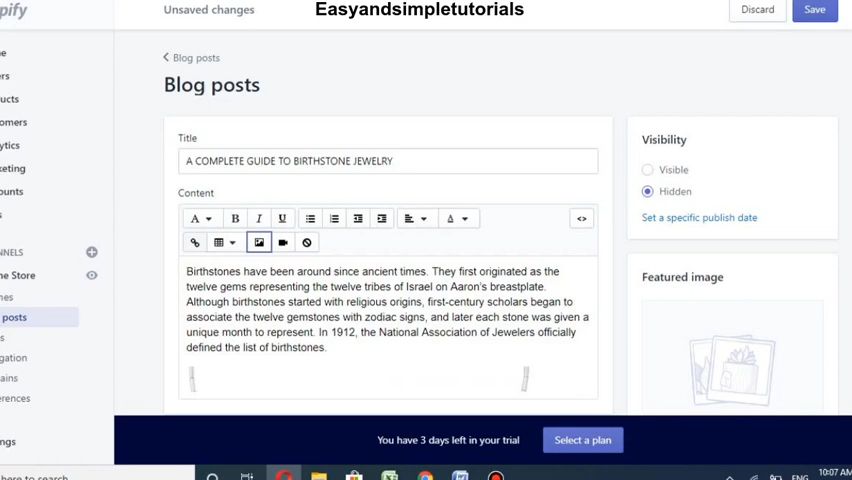 pify
Unsaved changes
Easyandsimpletutorials
Discard
Save
me
ers
ducts
omers
ytics
keting
ounts
s
NNELS
ne Store
mes
posts
s
gation
ains
erences
ngs
Blog posts
Blog posts
Title
A COMPLETE GUIDE TO BIRTHSTONE JEWELRY
Content
A
B
I
U
A
<>
Birthstones have been around since ancient times. They first originated as the
twelve gems representing the twelve tribes of Israel on Aaron's breastplate.
Although birthstones started with religious origins, first-century scholars began to
associate the twelve gemstones with zodiac signs, and later each stone was given a
unique month to represent. In 1912, the National Association of Jewelers officially
defined the list of birthstones.
Visibility
Visible
Hidden
Set a specific publish date
Featured image
You have 3 days left in your trial
Select a plan
here to search
ENG
10:07 AM